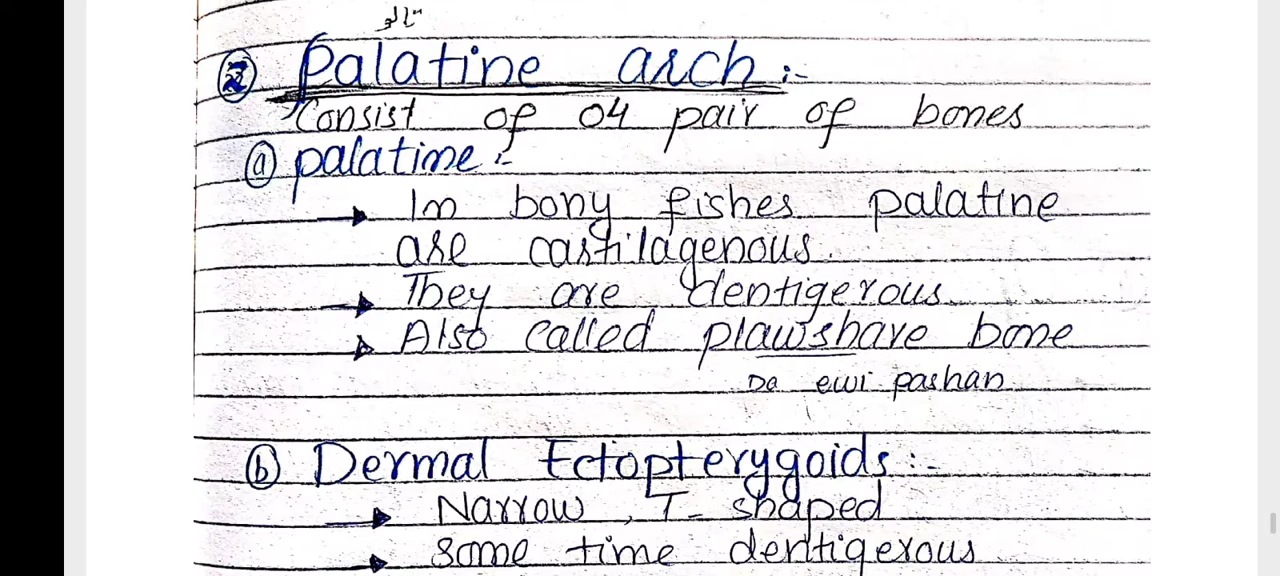 تالو
② Palatine arch :-
Consist of 04 pair of bones
ⓐ palatine :-
→ In bony fishes palatine
are cartilagenous.
→ They are dentigerous
→ Also called plawshare bone
Da ewi pashan
ⓑ Dermal Ectopterygoids :-
→ Narrow, T- shaped
→ Some time dentigerous